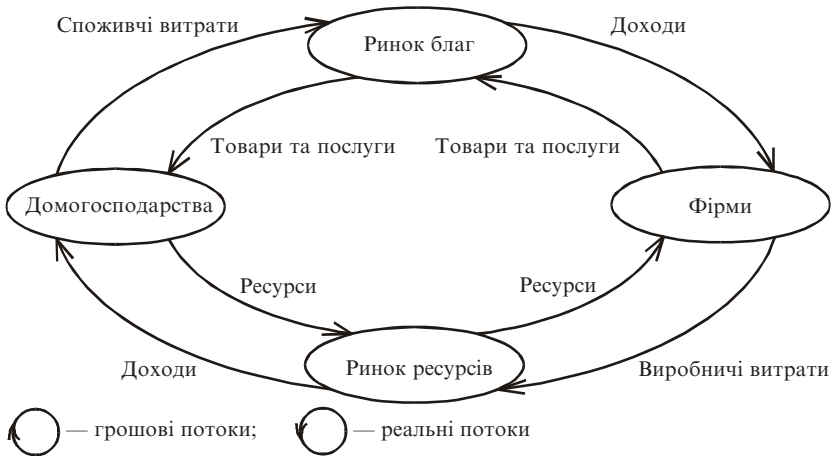 Споживчі витрати
Ринок благ
Доходи
Товари та послуги
Товари та послуги
Домогосподарства
Фірми
Ресурси
Ресурси
Доходи
Ринок ресурсів
Виробничі витрати
— грошові потоки;
— реальні потоки